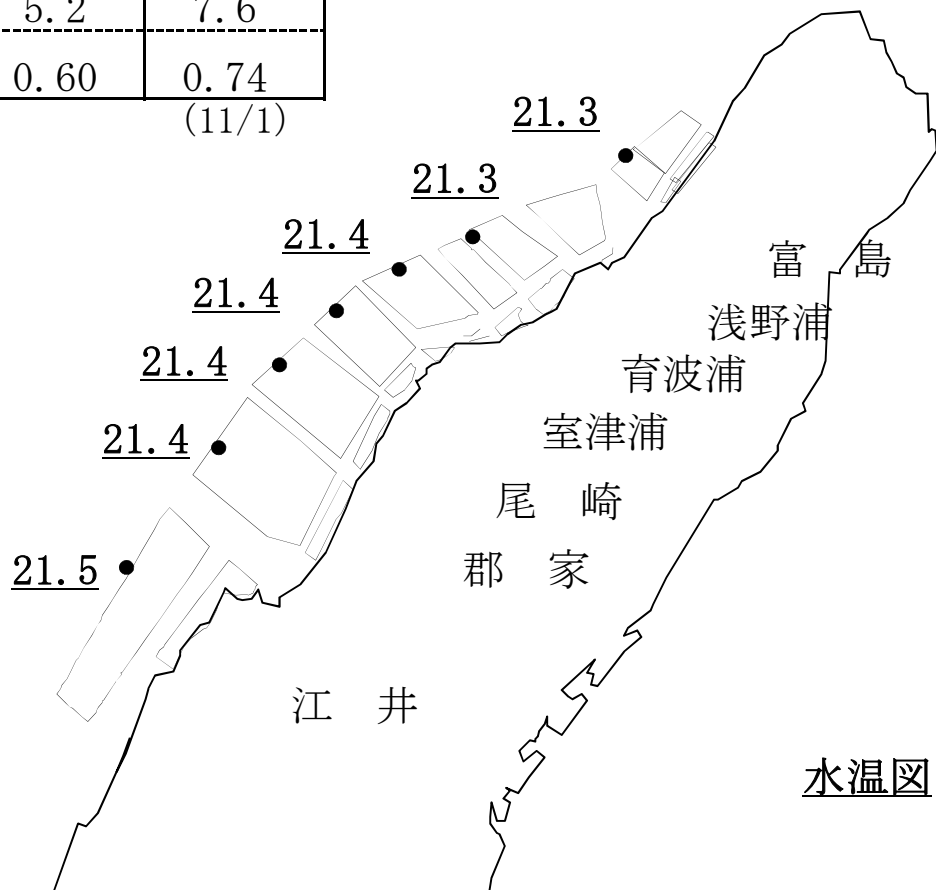 5.2 7.6
0.60 0.74
(11/1)
21.3
21.3
21.4
富 島
21.4
浅野浦
21.4
育波浦
21.4
室津浦
尾 崎
21.5
郡 家
江 井
水温図